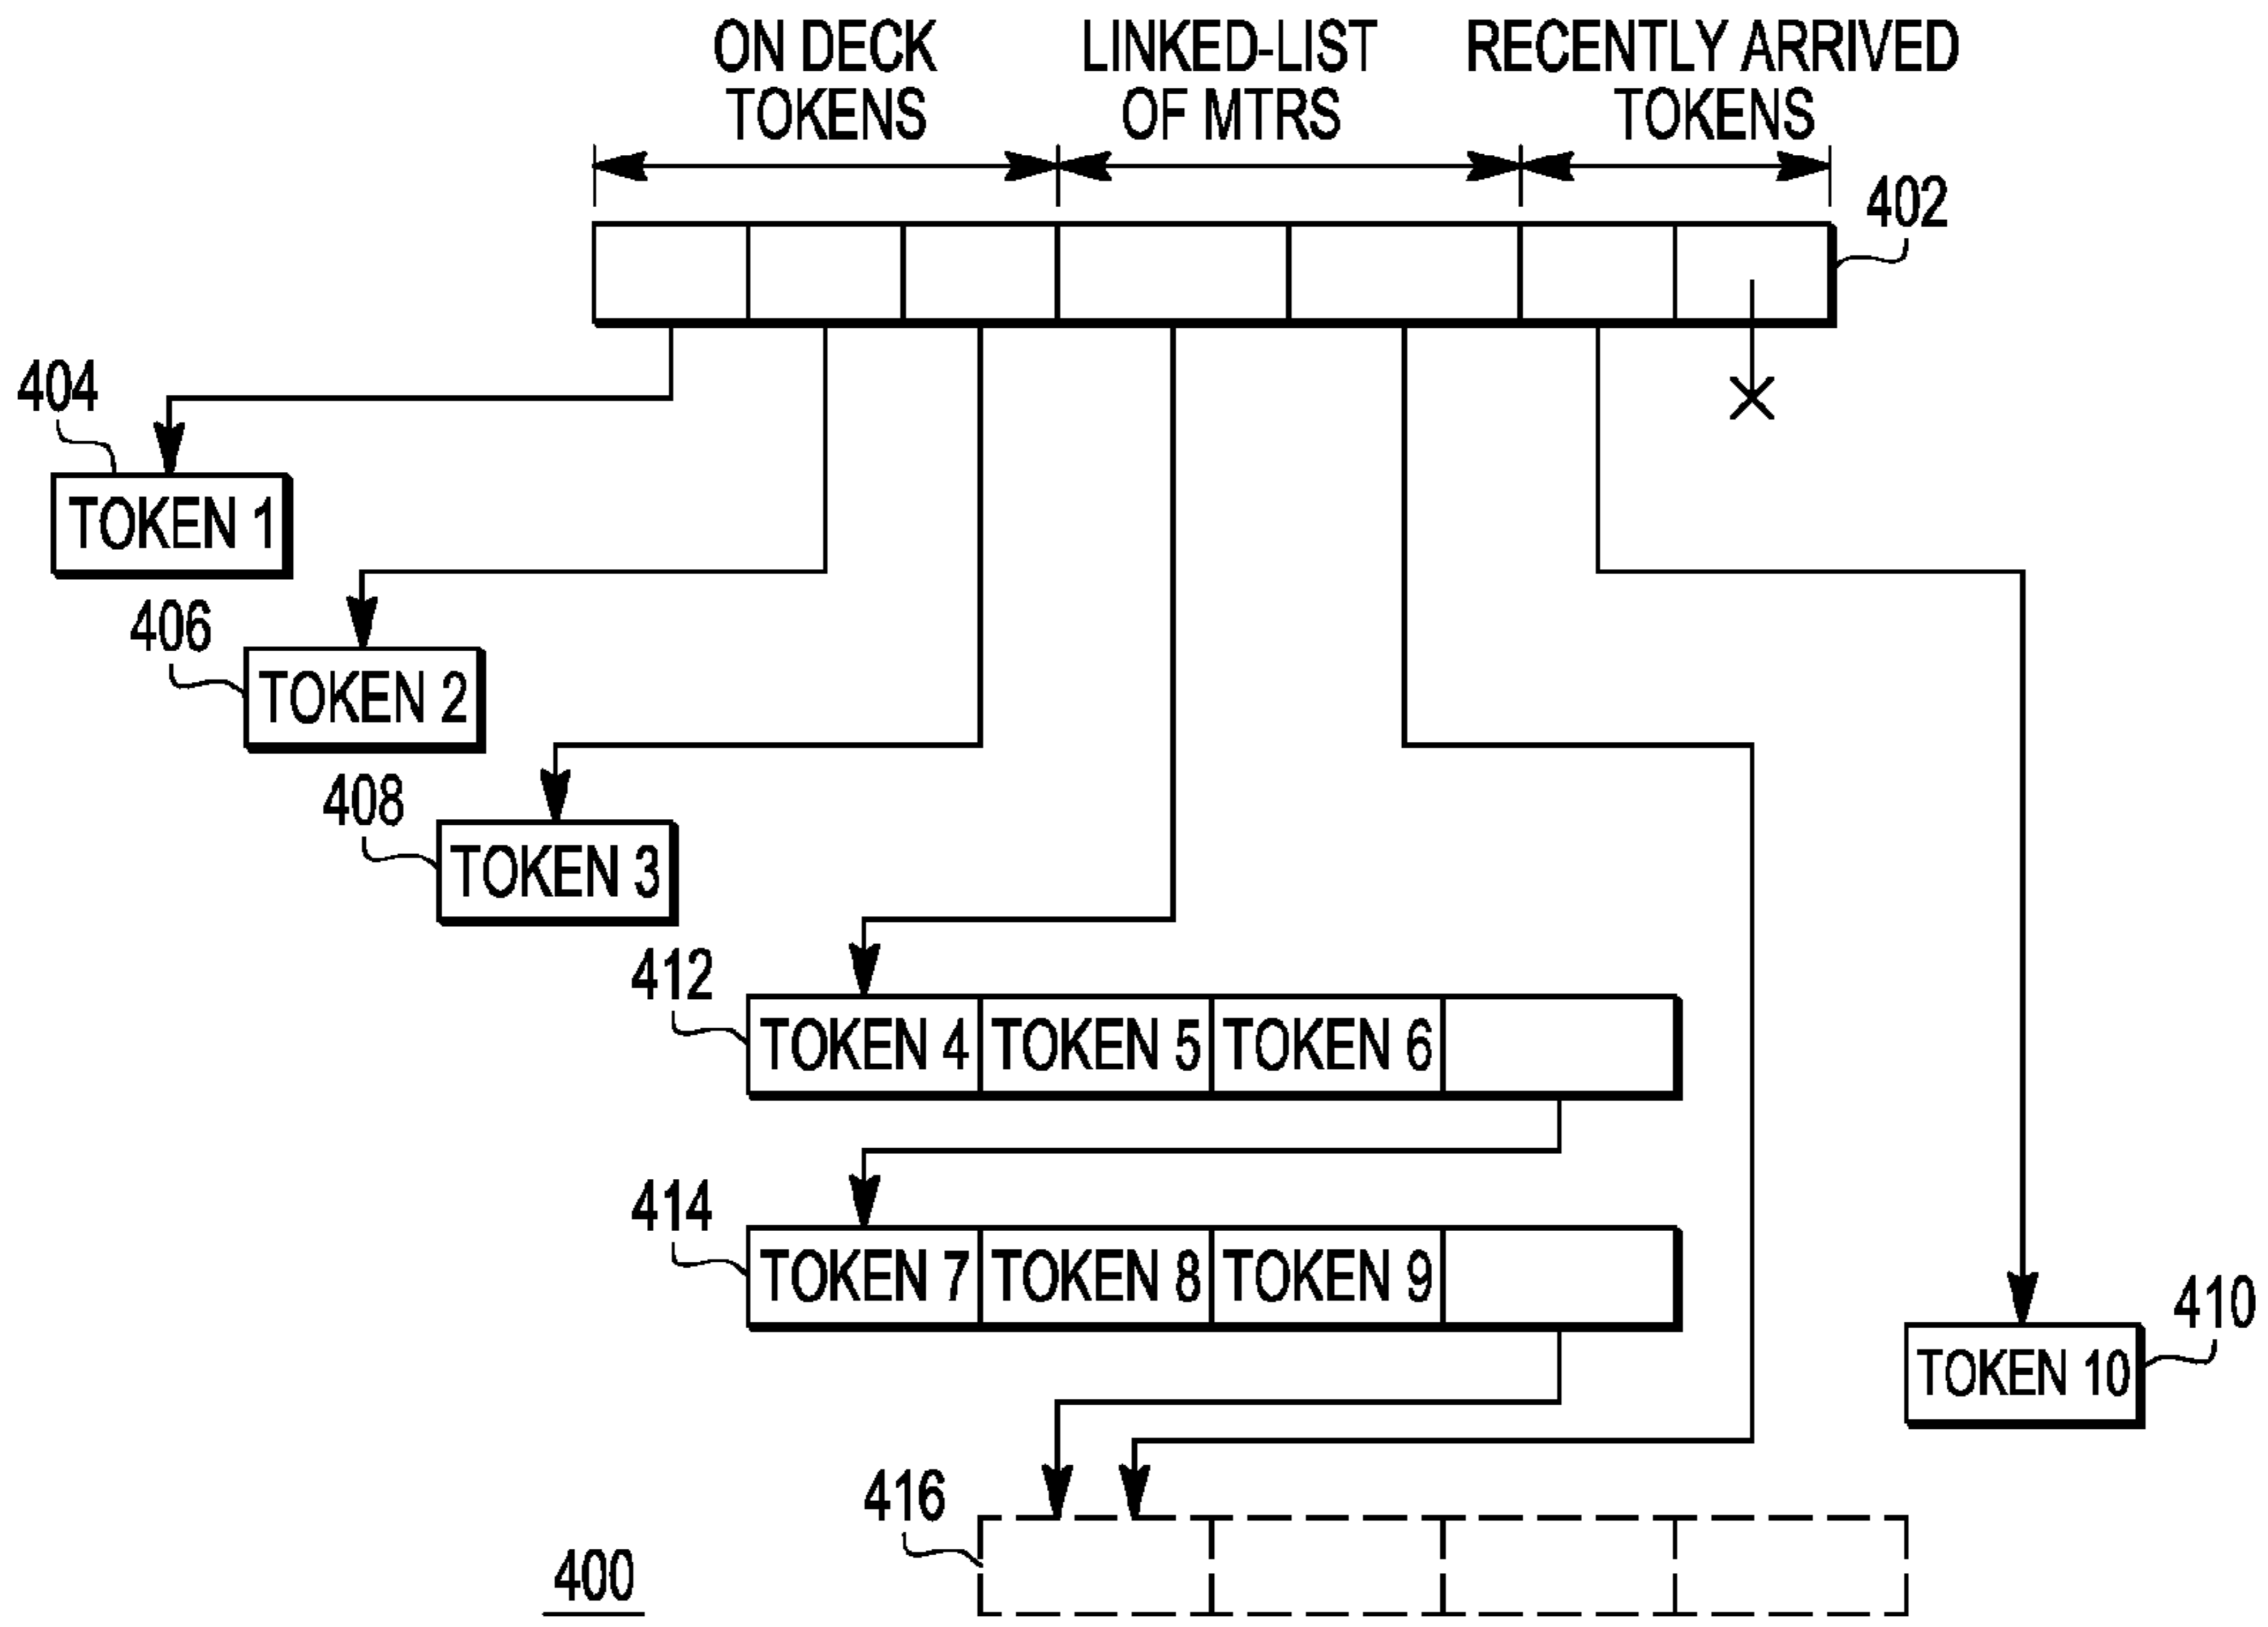 ON DECK
TOKENS
LINKED-LIST
OF MTRS
RECENTLY ARRIVED
TOKENS
402
404
TOKEN 1
406
TOKEN 2
408
TOKEN 3
412
TOKEN 4 TOKEN 5 TOKEN 6
414
TOKEN 7 TOKEN 8 TOKEN 9
410
TOKEN 10
416
400